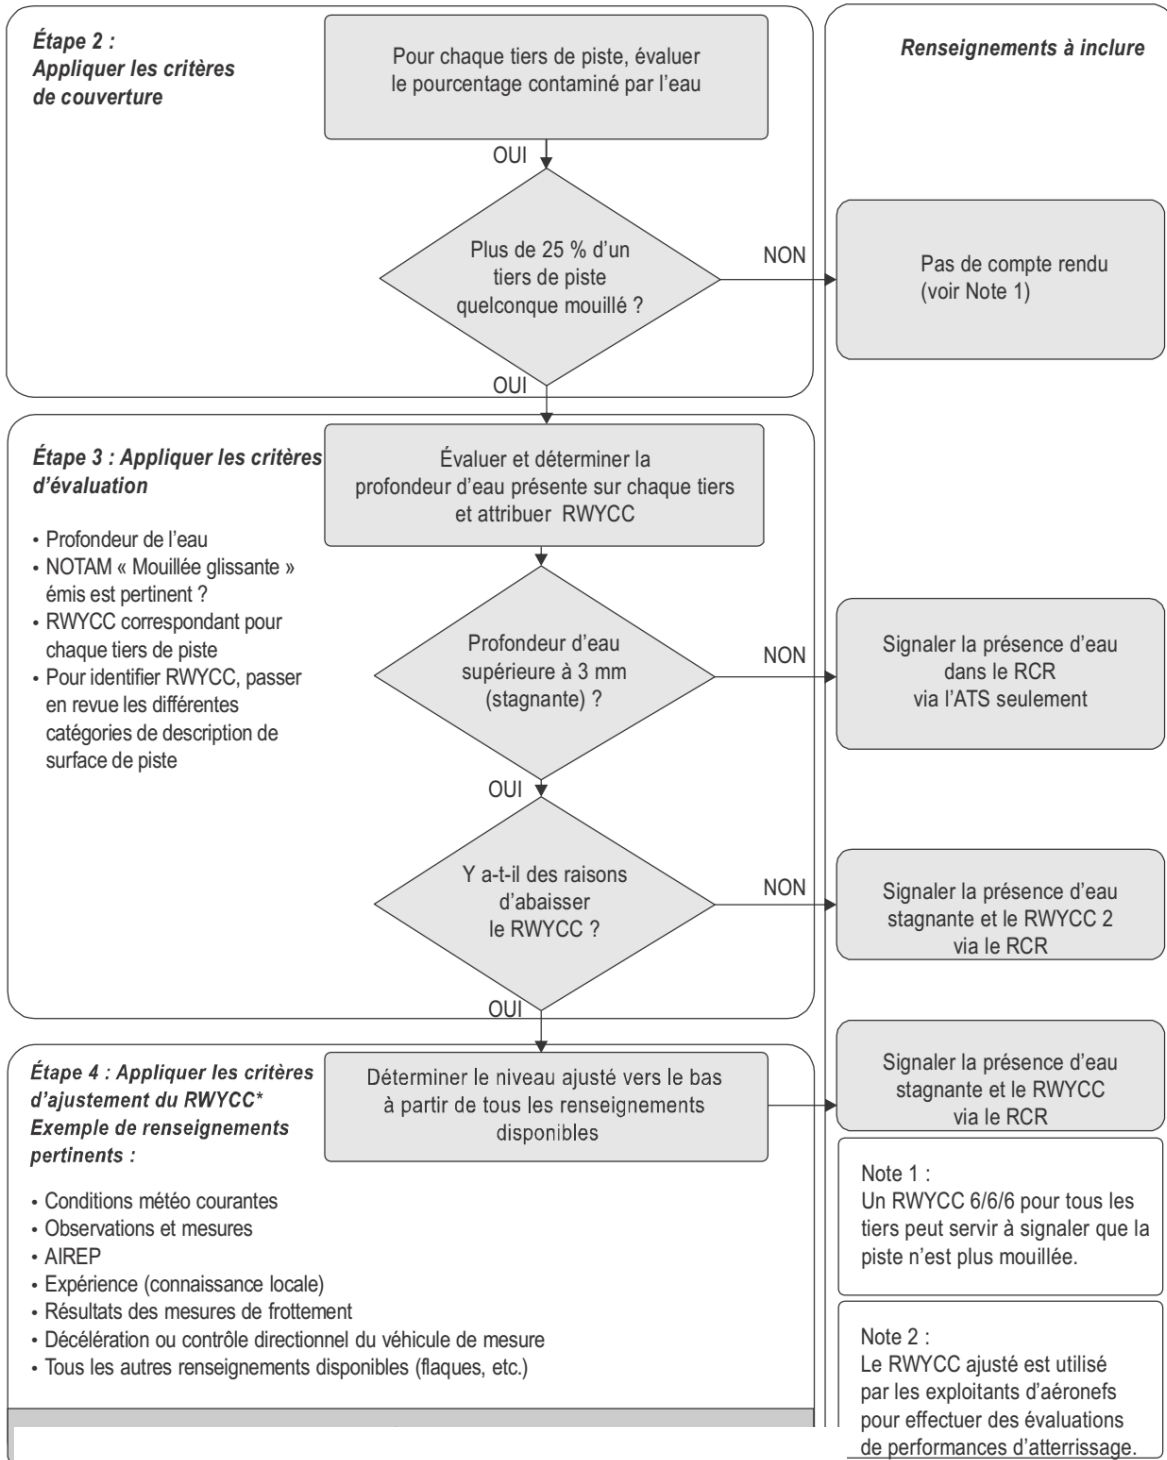 Étape 2 :
Appliquer les critères
de couverture
Pour chaque tiers de piste, évaluer
le pourcentage contaminé par l'eau
Renseignements à inclure
OUI
Plus de 25 % d'un
tiers de piste
quelconque mouillé ?
NON
Pas de compte rendu
(voir Note 1)
OUI
Étape 3 : Appliquer les critères
d'évaluation
• Profondeur de l'eau
• NOTAM « Mouillée glissante »
émis est pertinent ?
• RWYCC correspondant pour
chaque tiers de piste
• Pour identifier RWYCC, passer
en revue les différentes
catégories de description de
surface de piste
Évaluer et déterminer la
profondeur d'eau présente sur chaque tiers
et attribuer RWYCC
Profondeur d'eau
supérieure à 3 mm
(stagnante) ?
NON
Signaler la présence d'eau
dans le RCR
via l'ATS seulement
OUI
Y a-t-il des raisons
d'abaisser
le RWYCC ?
NON
Signaler la présence d'eau
stagnante et le RWYCC 2
via le RCR
OUI
Étape 4 : Appliquer les critères
d'ajustement du RWYCC*
Exemple de renseignements
pertinents :
• Conditions météo courantes
• Observations et mesures
• AIREP
• Expérience (connaissance locale)
• Résultats des mesures de frottement
• Décélération ou contrôle directionnel du véhicule de mesure
• Tous les autres renseignements disponibles (flaques, etc.)
Déterminer le niveau ajusté vers le bas
à partir de tous les renseignements
disponibles
Signaler la présence d'eau
stagnante et le RWYCC
via le RCR
Note 1 :
Un RWYCC 6/6/6 pour tous les
tiers peut servir à signaler que la
piste n'est plus mouillée.
Note 2 :
Le RWYCC ajusté est utilisé
par les exploitants d'aéronefs
pour effectuer des évaluations
de performances d'atterrissage.